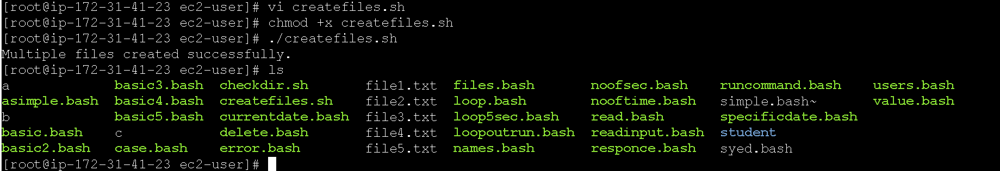 [root@ip-172-31-41-23 ec2-user]# vi createfiles.sh
[root@ip-172-31-41-23 ec2-user]# chmod +x createfiles.sh
[root@ip-172-31-41-23 ec2-user]# ./createfiles.sh
Multiple files created successfully.
[root@ip-172-31-41-23 ec2-user]# ls
a basic3.bash checkdir.sh file1.txt files.bash noofsec.bash runcommand.bash users.bash
asimple.bash basic4.bash createfiles.sh file2.txt loop.bash nooftime.bash simple.bash~ value.bash
b basic5.bash currentdate.bash file3.txt loop5sec.bash read.bash specificdate.bash
basic.bash c delete.bash file4.txt loopoutrun.bash readinput.bash student
basic2.bash case.bash error.bash file5.txt names.bash responce.bash syed.bash
[root@ip-172-31-41-23 ec2-user]#